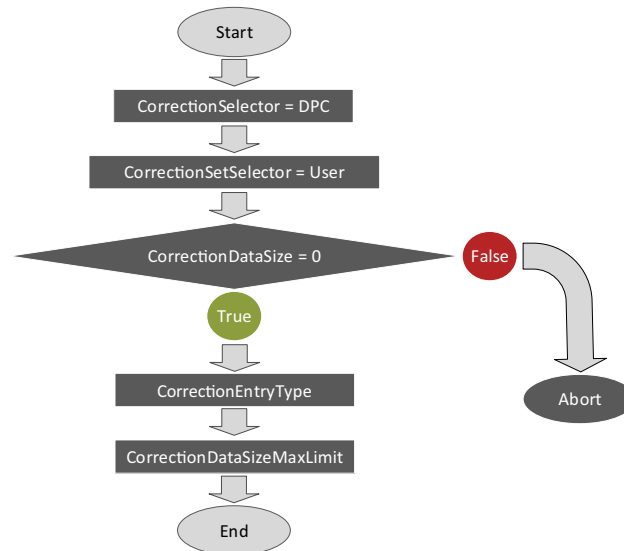 Start
CorrectionSelector = DPC
CorrectionSetSelector = User
CorrectionDataSize = 0
False
True
CorrectionEntryType
Abort
CorrectionDataSizeMaxLimit
End